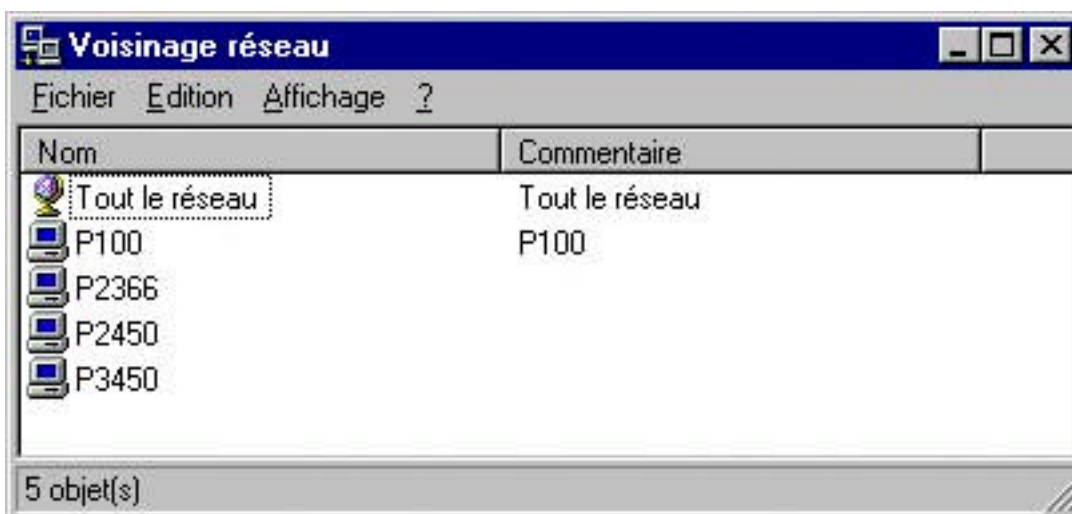 Voisinage réseau
Fichier Edition Affichage ?
Nom Commentaire
Tout le réseau Tout le réseau
P100 P100
P2366
P2450
P3450
5 objet(s)